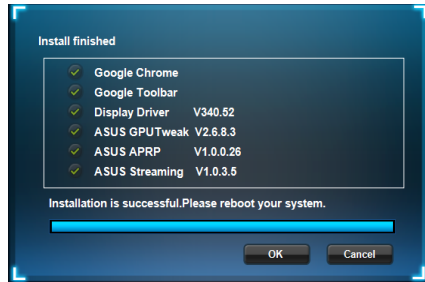 Install finished
Google Chrome
Google Toolbar
Display Driver V340.52
ASUS GPUTweak V2.6.8.3
ASUS APRP V1.0.0.26
ASUS Streaming V1.0.3.5
Installation is successful.Please reboot your system.
OK Cancel